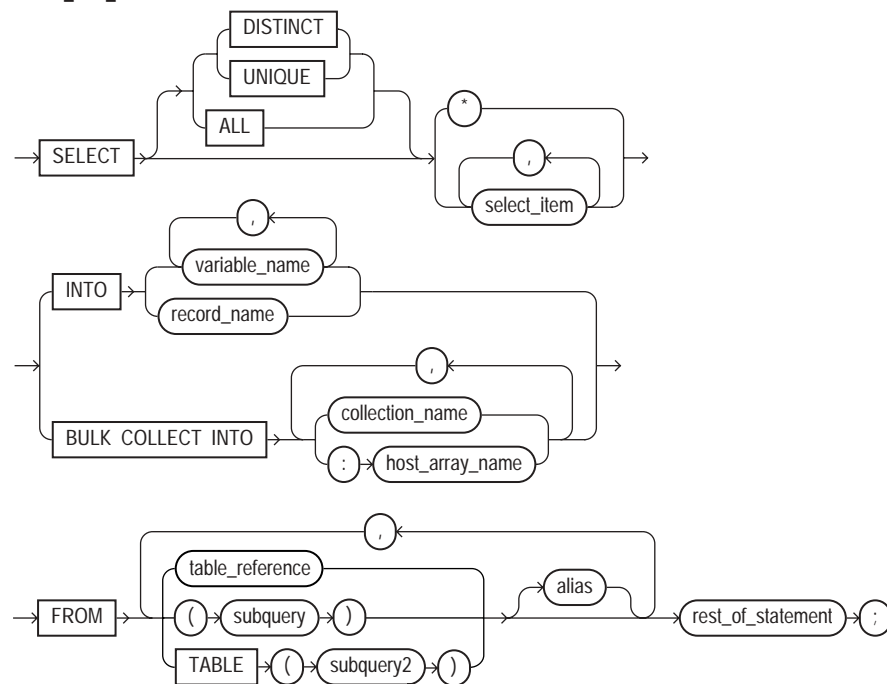 DISTINCT
UNIQUE
ALL
SELECT
*
,
select_item
,
variable_name
INTO
record_name
,
collection_name
BULK COLLECT INTO
: host_array_name
,
table_reference
alias
FROM
( subquery )
rest_of_statement ;
TABLE ( subquery2 )